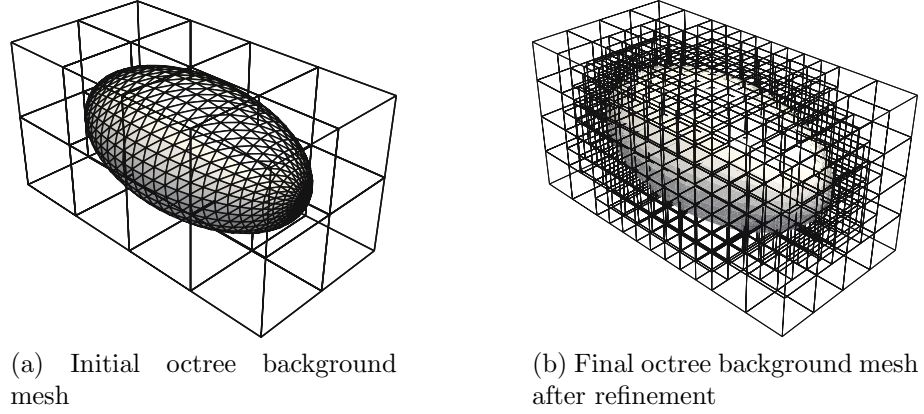 (a) Initial octree background
mesh
(b) Final octree background mesh
after refinement